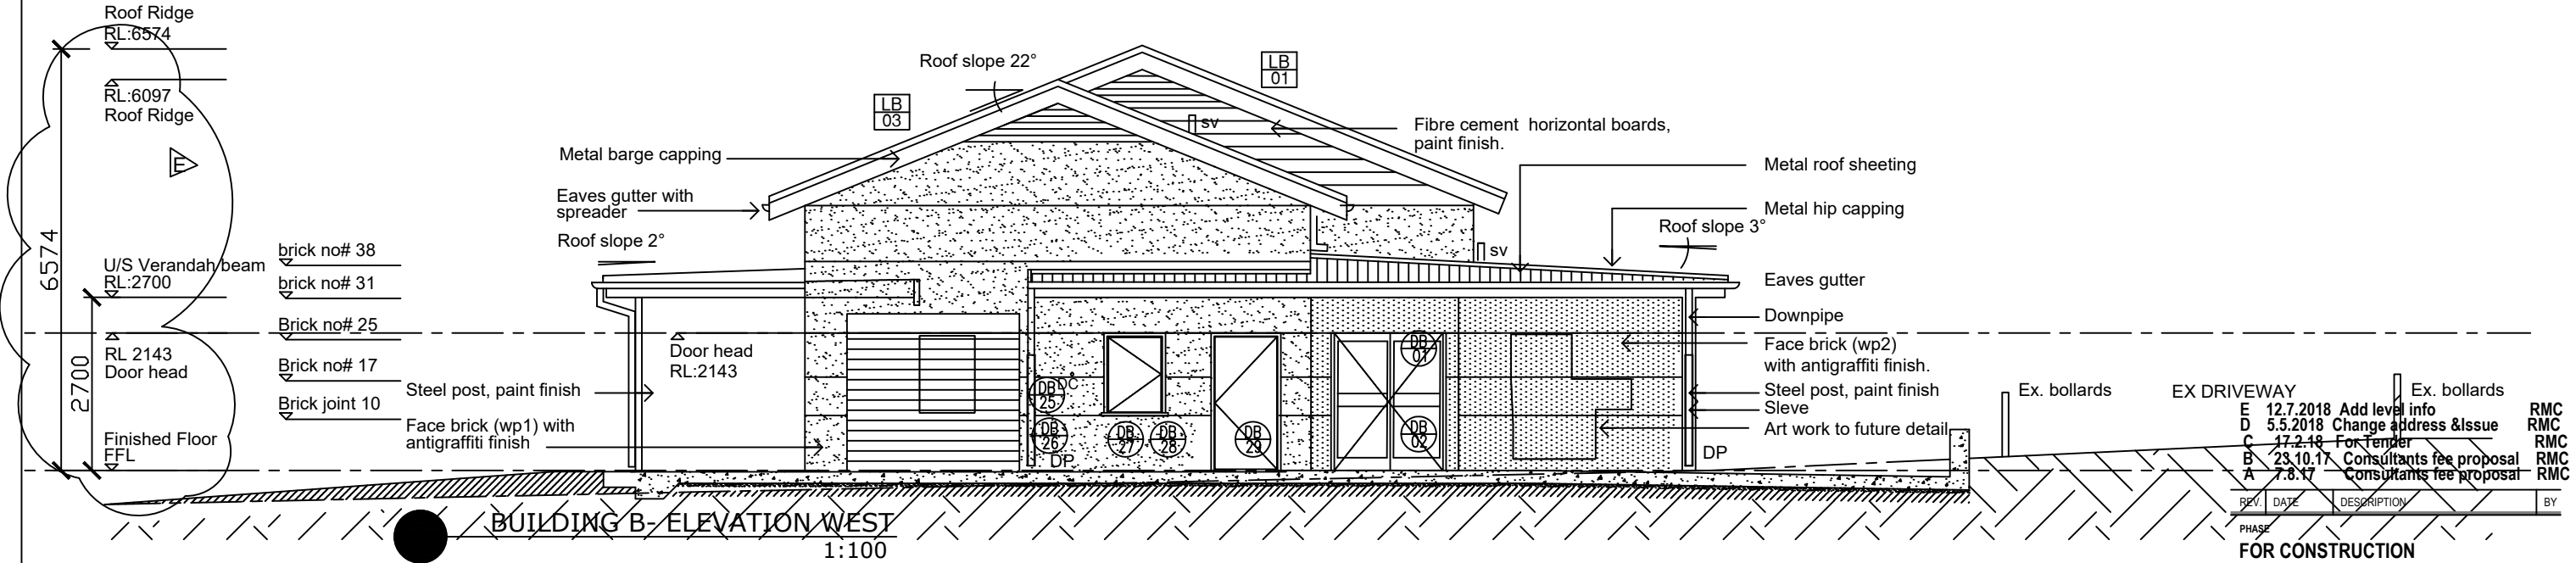 Roof Ridge
RL:6574
RL:6097
Roof Ridge
E
6574
2700
U/S Verandah beam
RL:2700
RL 2143
Door head
Finished Floor
FFL
brick no# 38
brick no# 31
Brick no# 25
Brick no# 17
Brick joint 10
Roof slope 22°
LB
01
LB
03
Metal barge capping
Eaves gutter with
spreader
Roof slope 2°
Door head
RL:2143
Steel post, paint finish
Face brick (wp1) with
antigraffiti finish
sv
sv
Fibre cement horizontal boards,
paint finish.
Metal roof sheeting
Metal hip capping
Roof slope 3°
Eaves gutter
Downpipe
Face brick (wp2)
with antigraffiti finish.
Steel post, paint finish
Sleve
Art work to future detail
DB
01
DB
02
DB
25
DC
DB
26
DB
27
DB
28
DB
29
DP
DP
Ex. bollards
EX DRIVEWAY
Ex. bollards
E 12.7.2018 Add level info RMC
D 5.5.2018 Change address &Issue RMC
C 17.2.18 For Tender RMC
B 23.10.17 Consultants fee proposal RMC
A 7.8.17 Consultants fee proposal RMC
REV. DATE DESCRIPTION BY
PHASE
FOR CONSTRUCTION
BUILDING B- ELEVATION WEST
1:100